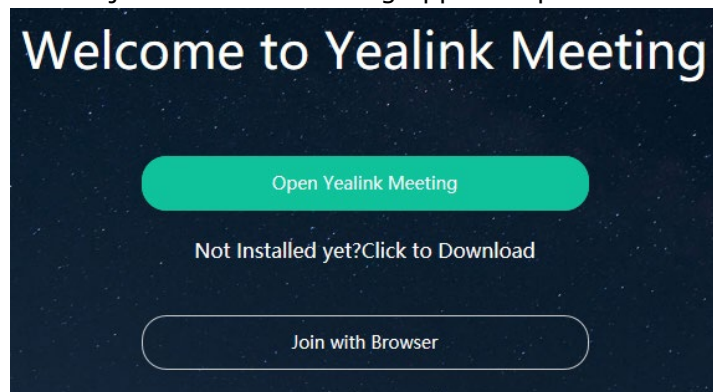 Welcome to Yealink Meeting
Open Yealink Meeting
Not Installed yet?Click to Download
Join with Browser